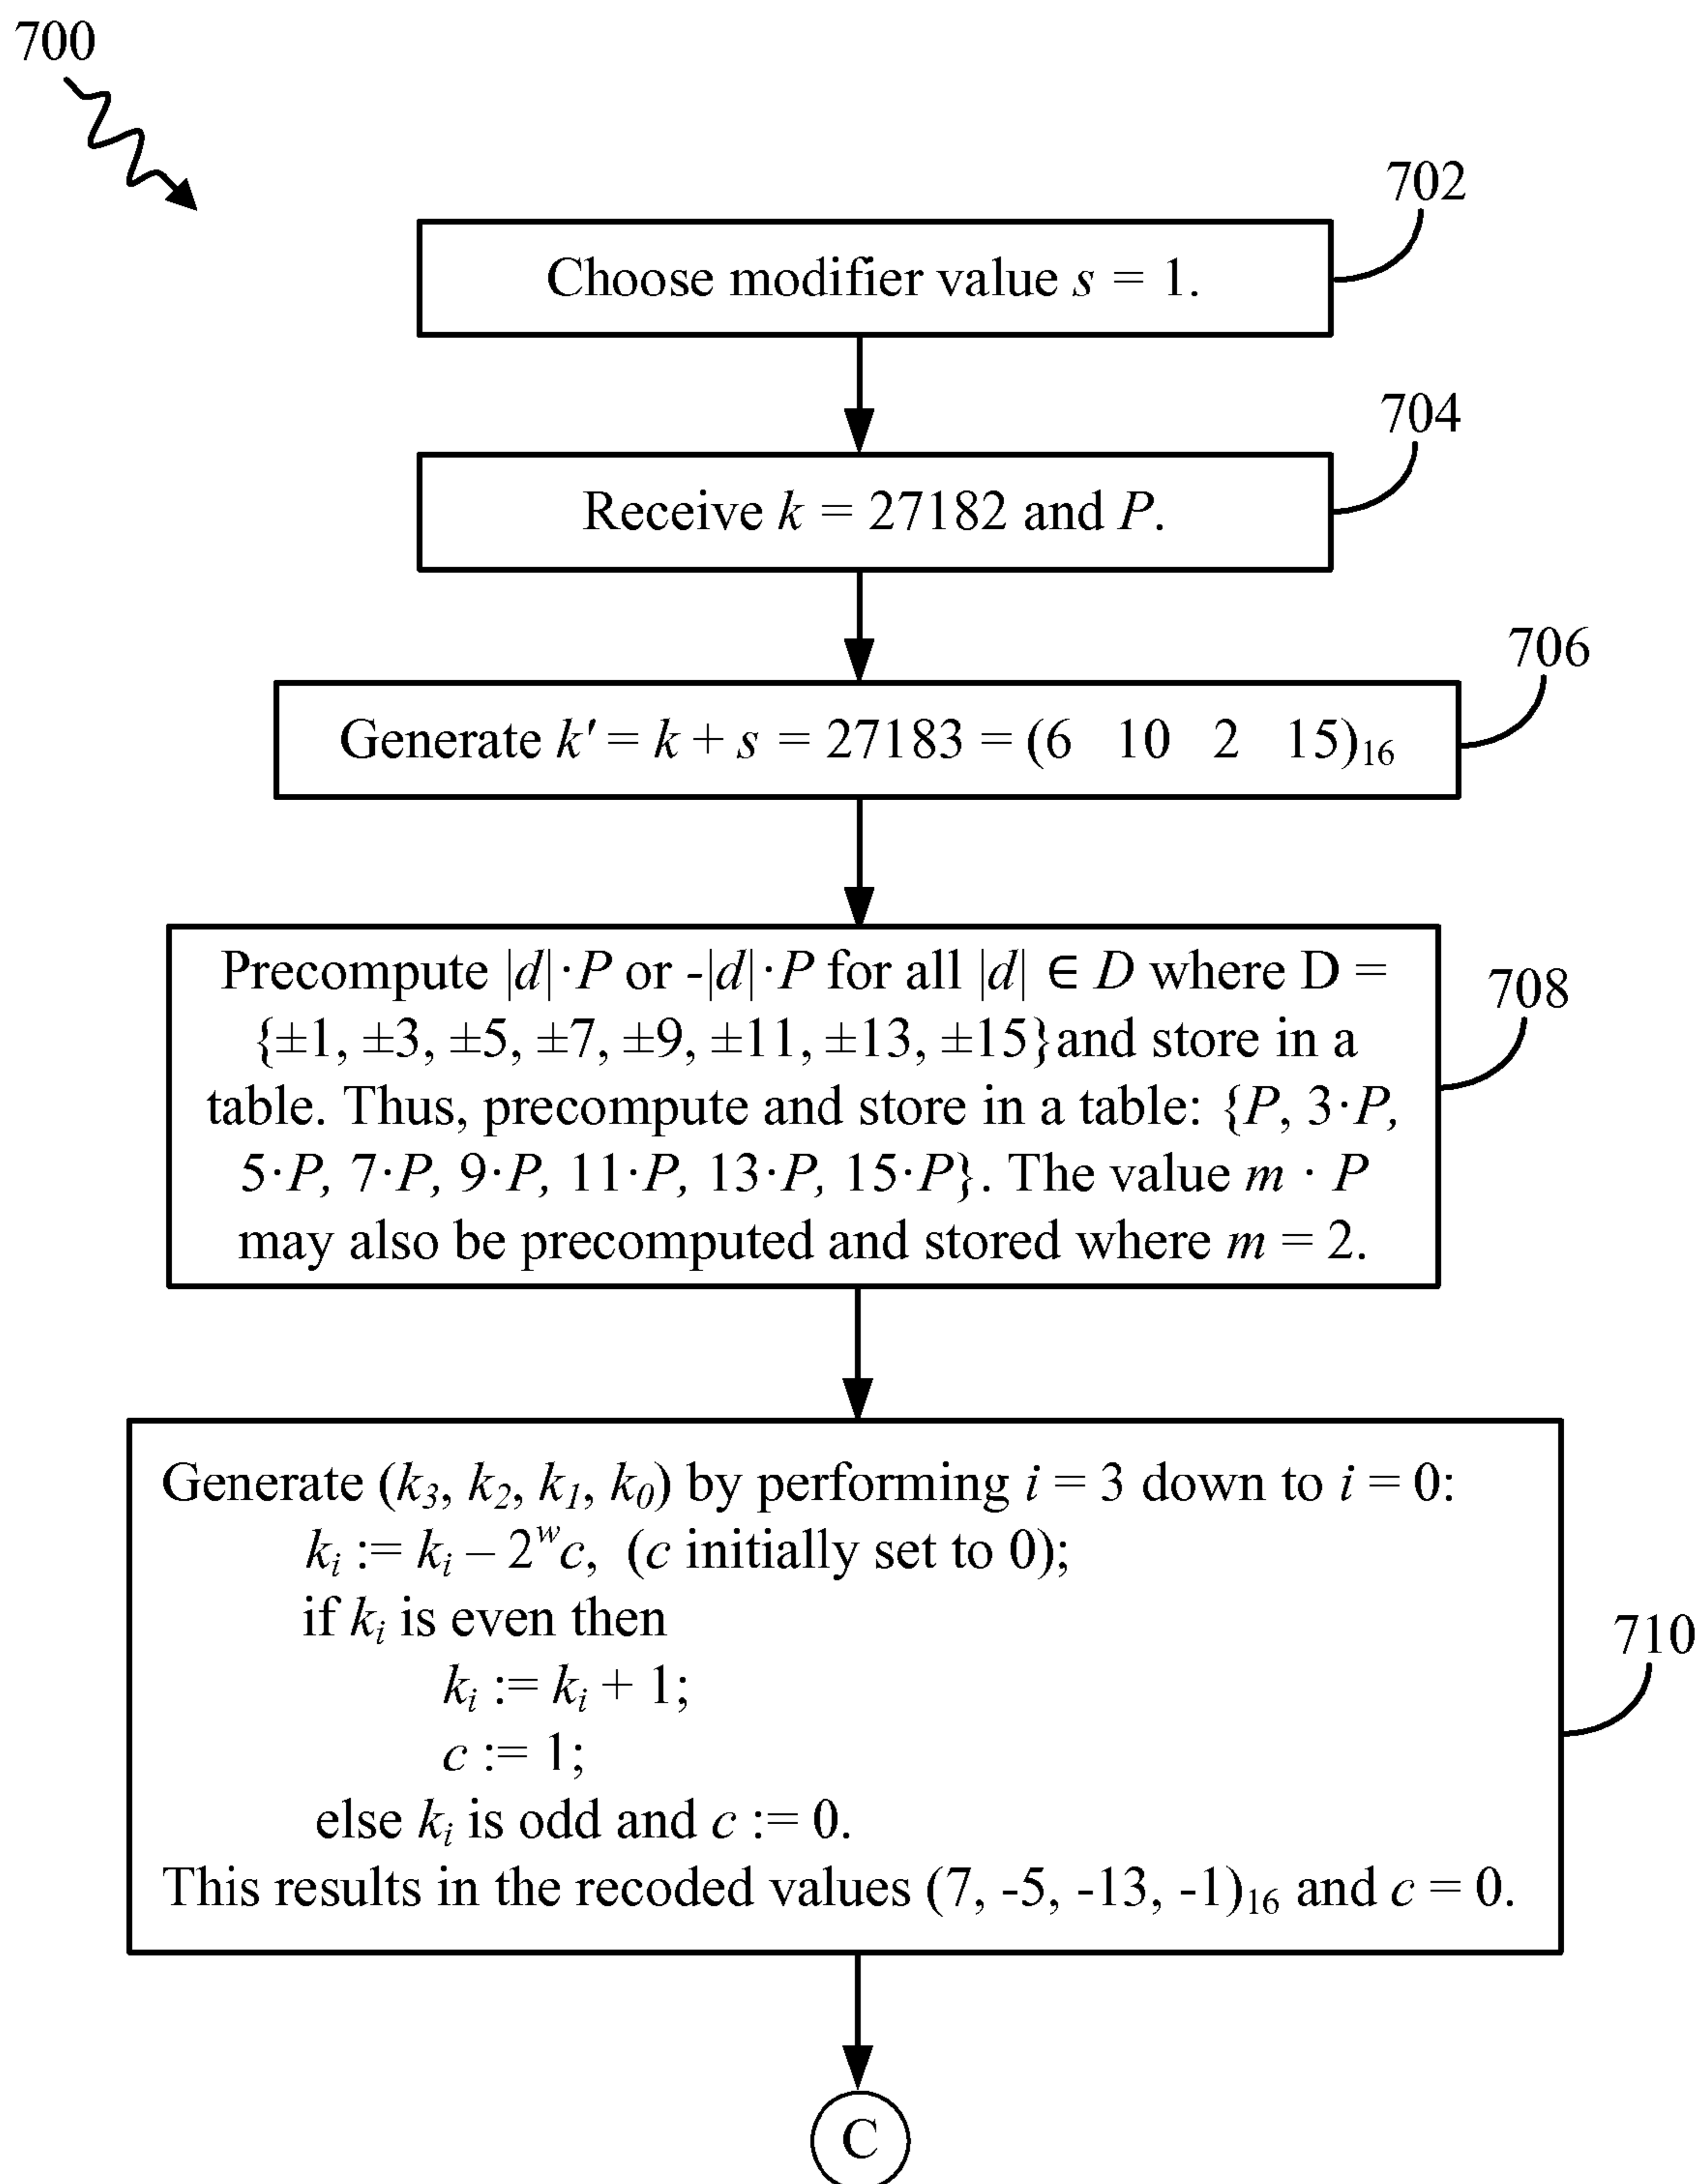 700
702
Choose modifier value s = 1.
704
Receive k = 27182 and P.
706
Generate k' = k + s = 27183 = (6 10 2 15)₁₆
708
Precompute |d|·P or -|d|·P for all |d| ∈ D where D =
{±1, ±3, ±5, ±7, ±9, ±11, ±13, ±15}and store in a
table. Thus, precompute and store in a table: {P, 3·P,
5·P, 7·P, 9·P, 11·P, 13·P, 15·P}. The value m · P
may also be precomputed and stored where m = 2.
710
Generate (k₃, k₂, k₁, k₀) by performing i = 3 down to i = 0:
kᵢ := kᵢ – 2ʷc, (c initially set to 0);
if kᵢ is even then
kᵢ := kᵢ + 1;
c := 1;
else kᵢ is odd and c := 0.
This results in the recoded values (7, -5, -13, -1)₁₆ and c = 0.
C